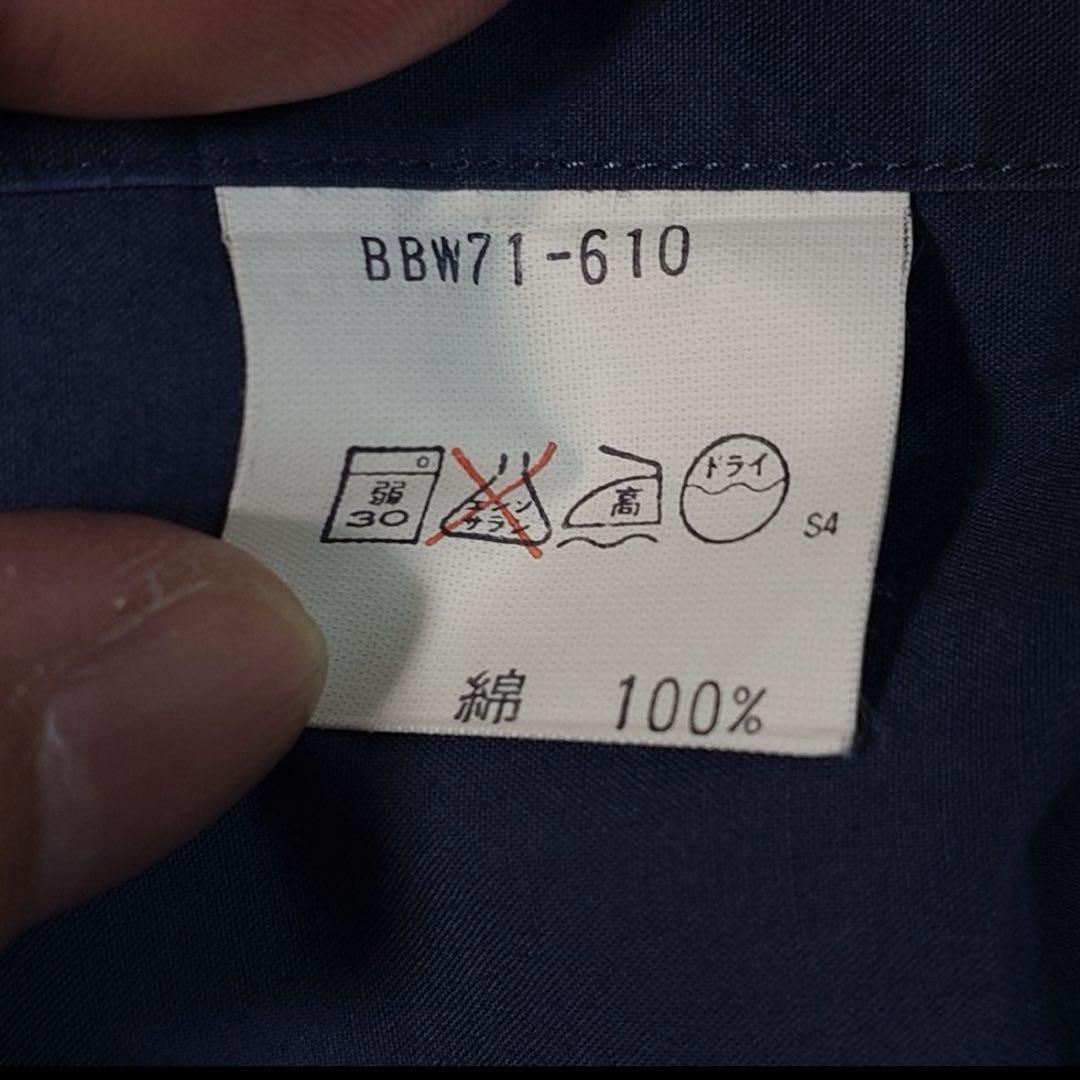 BBW71-610
弱
30
エンソ
サラシ
高
ドライ
S4
綿 100%